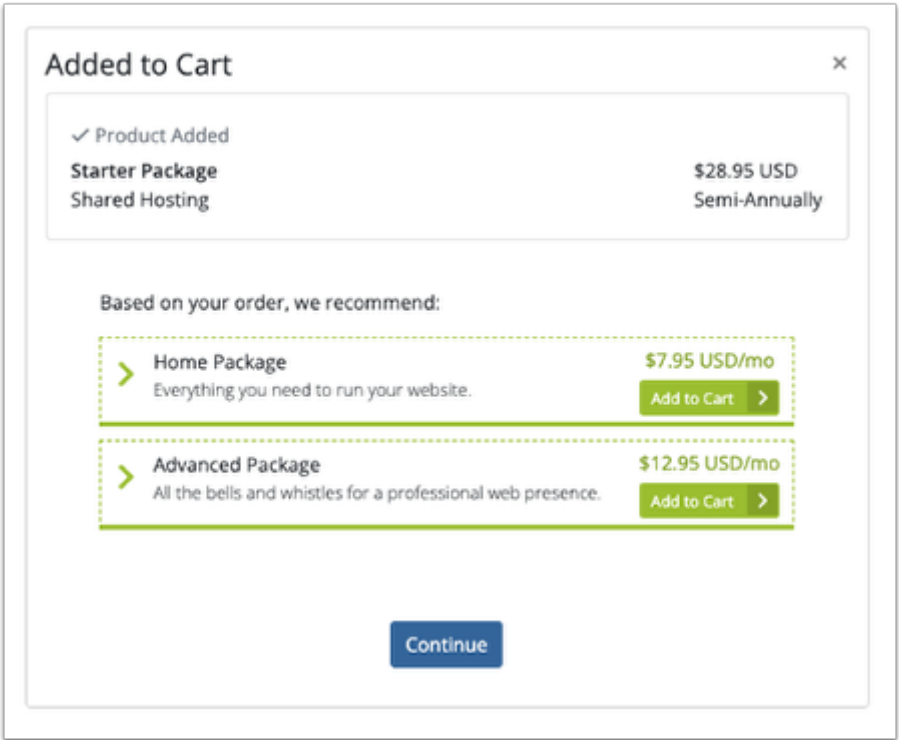 Added to Cart ×
✓ Product Added
Starter Package $28.95 USD
Shared Hosting Semi-Annually
Based on your order, we recommend:
Home Package $7.95 USD/mo
Everything you need to run your website. Add to Cart
Advanced Package $12.95 USD/mo
All the bells and whistles for a professional web presence. Add to Cart
Continue